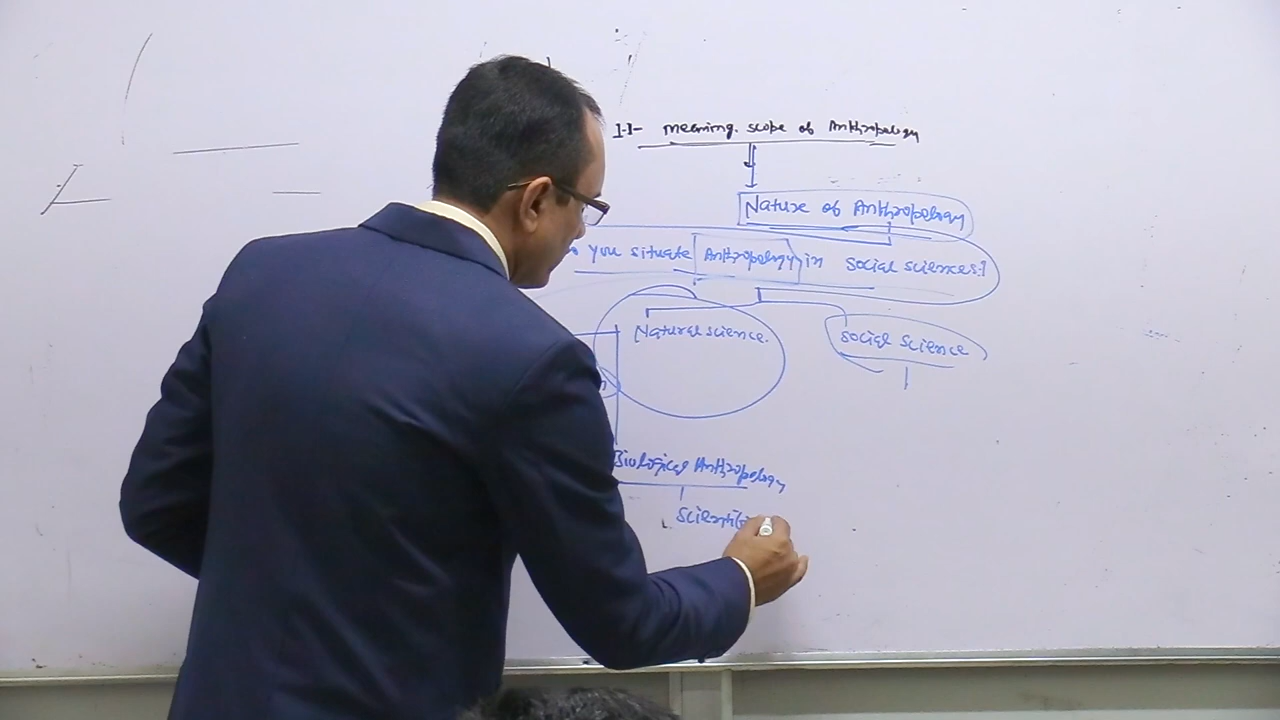 1.1- meaning. scope of Anthropology
Nature of Anthropology
you situate Anthropology in social sciences?
Natural science.
social science
Biological Anthropology